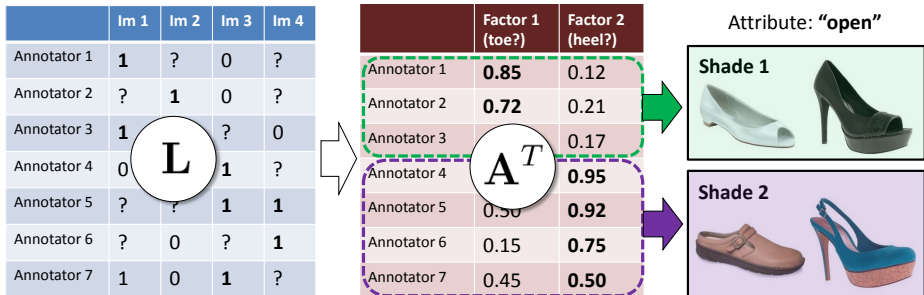 Im 1 Im 2 Im 3 Im 4
Annotator 1 1 ? 0 ?
Annotator 2 ? 1 0 ?
Annotator 3 1 ? 0
Annotator 4 0 1 ?
Annotator 5 ? ? 1 1
Annotator 6 ? 0 ? 1
Annotator 7 1 0 1 ?
L
Factor 1 (toe?) Factor 2 (heel?)
Annotator 1 0.85 0.12
Annotator 2 0.72 0.21
Annotator 3 0.17
Annotator 4 0.95
Annotator 5 0.92
Annotator 6 0.15 0.75
Annotator 7 0.45 0.50
A^T
Attribute: “open”
Shade 1
Shade 2